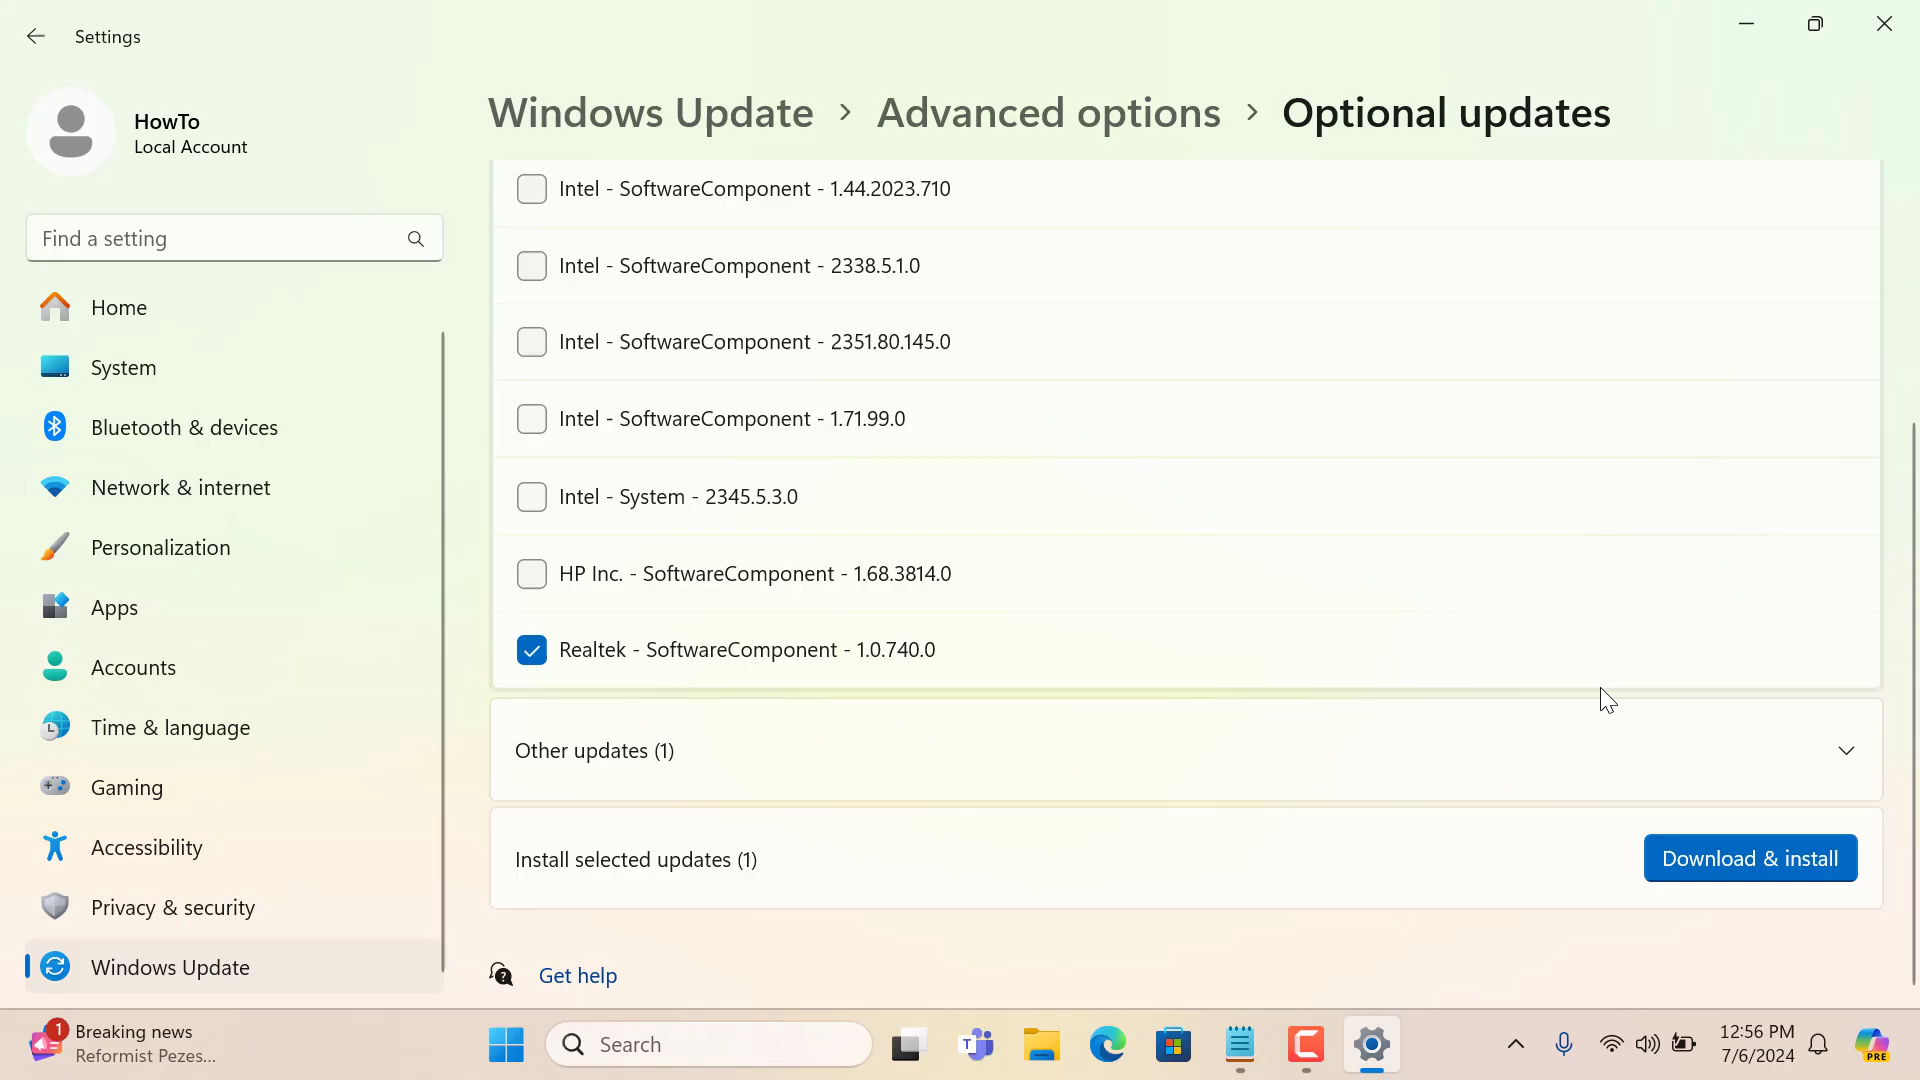 Settings
HowTo
Local Account
Find a setting
Home
System
Bluetooth & devices
Network & internet
Personalization
Apps
Accounts
Time & language
Gaming
Accessibility
Privacy & security
Windows Update
Windows Update > Advanced options > Optional updates
Intel - SoftwareComponent - 1.44.2023.710
Intel - SoftwareComponent - 2338.5.1.0
Intel - SoftwareComponent - 2351.80.145.0
Intel - SoftwareComponent - 1.71.99.0
Intel - System - 2345.5.3.0
HP Inc. - SoftwareComponent - 1.68.3814.0
Realtek - SoftwareComponent - 1.0.740.0
Other updates (1)
Install selected updates (1)
Download & install
Get help
1
Breaking news
Reformist Pezes...
Search
T
12:56 PM
7/6/2024
PRE